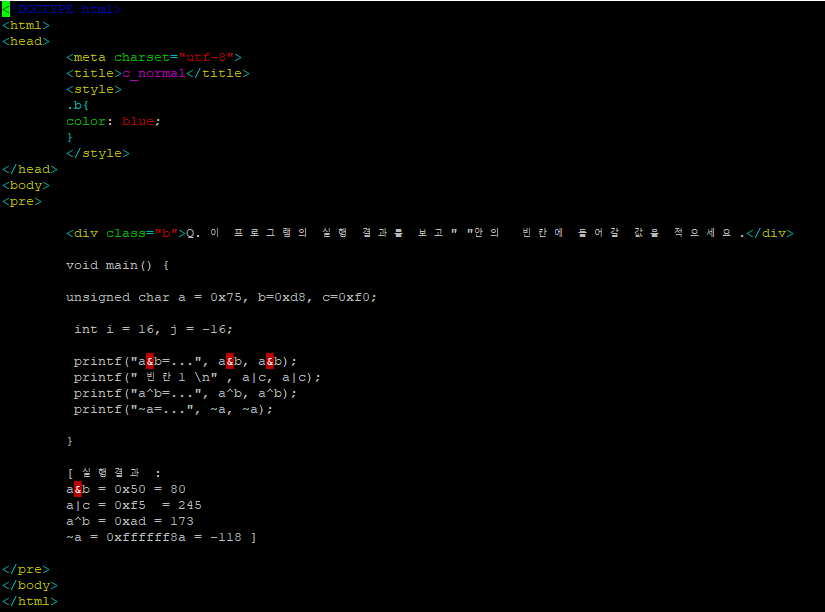 <!DOCTYPE html>
<html>
<head>
<meta charset="utf-8">
<title>c_normal</title>
<style>
.b{
color: blue;
}
</style>
</head>
<body>
<pre>
<div class="b">Q. 이 프로그램의 실행 결과를 보고" "안의 빈칸에 들어갈 값을 적으세요.</div>
void main() {
unsigned char a = 0x75, b=0xd8, c=0xf0;
int i = 16, j = -16;
printf("a&b=...", a&b, a&b);
printf(" 빈칸1 \n" , a|c, a|c);
printf("a^b=...", a^b, a^b);
printf("~a=...", ~a, ~a);
}
[ 실행결과 :
a&b = 0x50 = 80
a|c = 0xf5  = 245
a^b = 0xad = 173
~a = 0xffffff8a = -118 ]
</pre>
</body>
</html>